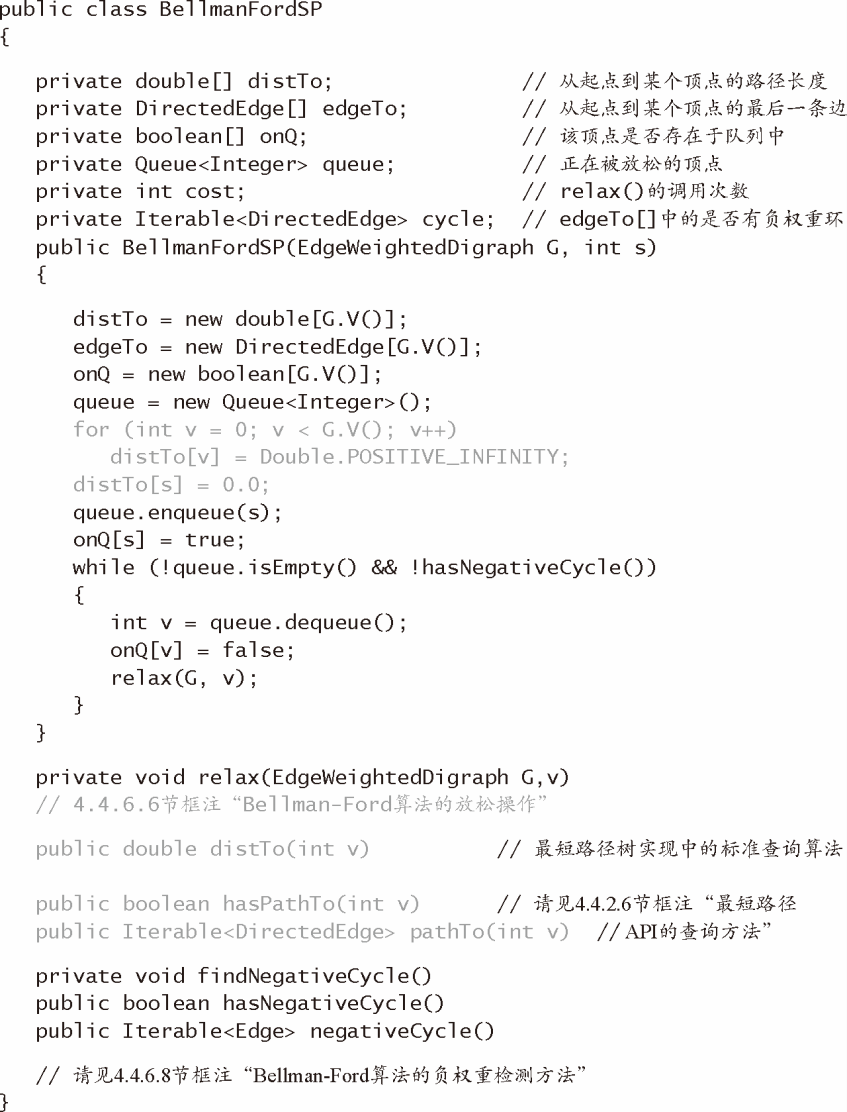 public class BellmanFordSP
{
private double[] distTo; // 从起点到某个顶点的路径长度
private DirectedEdge[] edgeTo; // 从起点到某个顶点的最后一条边
private boolean[] onQ; // 该顶点是否存在于队列中
private Queue<Integer> queue; // 正在被放松的顶点
private int cost; // relax()的调用次数
private Iterable<DirectedEdge> cycle; // edgeTo[]中的是否有负权重环
public BellmanFordSP(EdgeWeightedDigraph G, int s)
{
distTo = new double[G.V()];
edgeTo = new DirectedEdge[G.V()];
onQ = new boolean[G.V()];
queue = new Queue<Integer>();
for (int v = 0; v < G.V(); v++)
distTo[v] = Double.POSITIVE_INFINITY;
distTo[s] = 0.0;
queue.enqueue(s);
onQ[s] = true;
while (!queue.isEmpty() && !hasNegativeCycle())
{
int v = queue.dequeue();
onQ[v] = false;
relax(G, v);
}
}
private void relax(EdgeWeightedDigraph G,v)
// 4.4.6.6节框注“Bellman-Ford算法的放松操作”
public double distTo(int v) // 最短路径树实现中的标准查询算法
public boolean hasPathTo(int v) // 请见4.4.2.6节框注“最短路径
public Iterable<DirectedEdge> pathTo(int v) //API的查询方法”
private void findNegativeCycle()
public boolean hasNegativeCycle()
public Iterable<Edge> negativeCycle()
// 请见4.4.6.8节框注“Bellman-Ford算法的负权重检测方法”
}